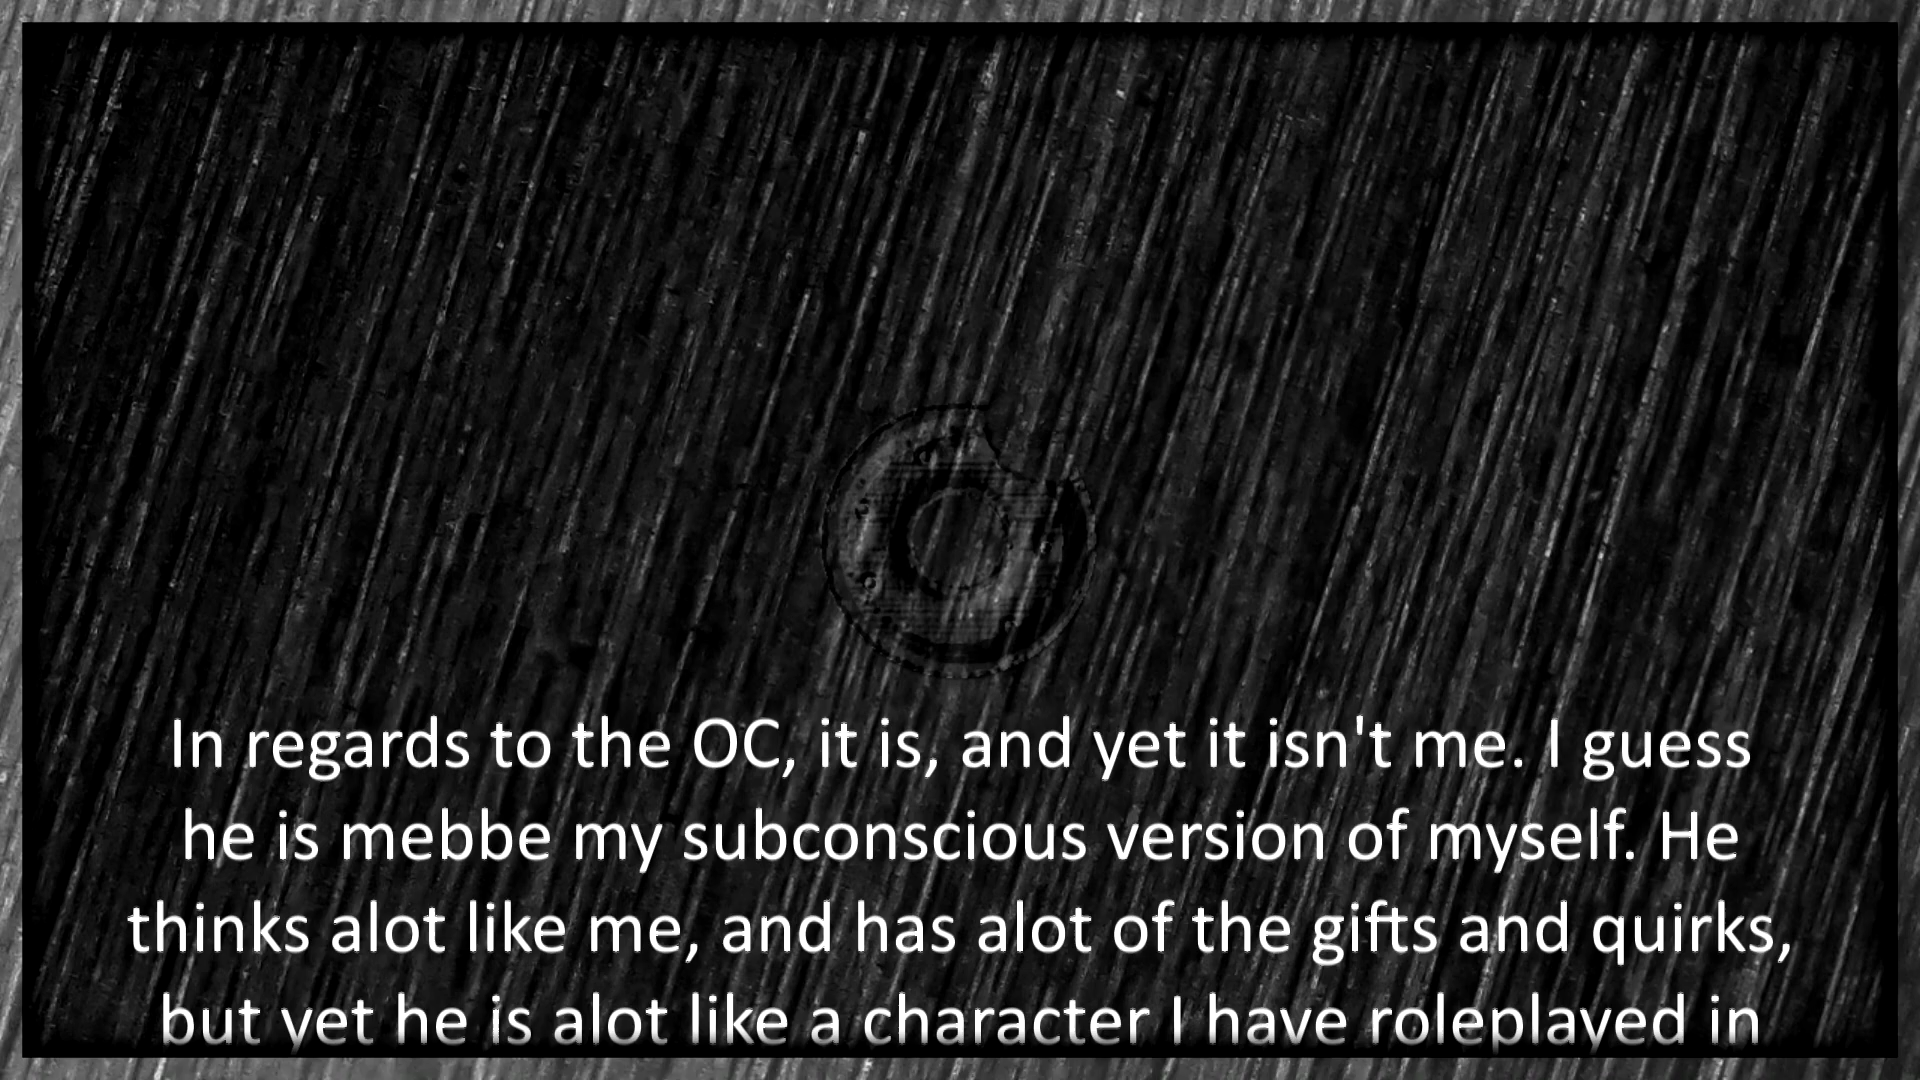 In regards to the OC, it is, and yet it isn't me. I guess
he is mebbe my subconscious version of myself. He
thinks alot like me, and has alot of the gifts and quirks,
but yet he is alot like a character I have roleplayed in